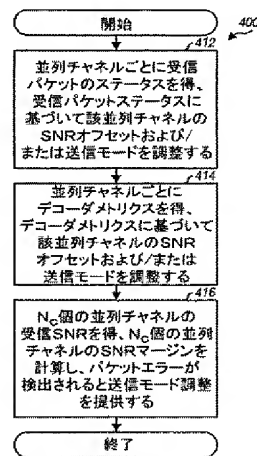 開始
400
412
並列チャネルごとに受信
パケットのステータスを得、
受信パケットステータスに
基づいて該並列チャネルの
SNRオフセットおよび/
または送信モードを調整する
414
並列チャネルごとに
デコーダメトリクスを得、
デコーダメトリクスに基づいて
該並列チャネルのSNR
オフセットおよび/または
送信モードを調整する
416
NC個の並列チャネルの
受信SNRを得、NC個の並列
チャネルのSNRマージンを
計算し、パケットエラーが
検出されると送信モード調整
を提供する
終了